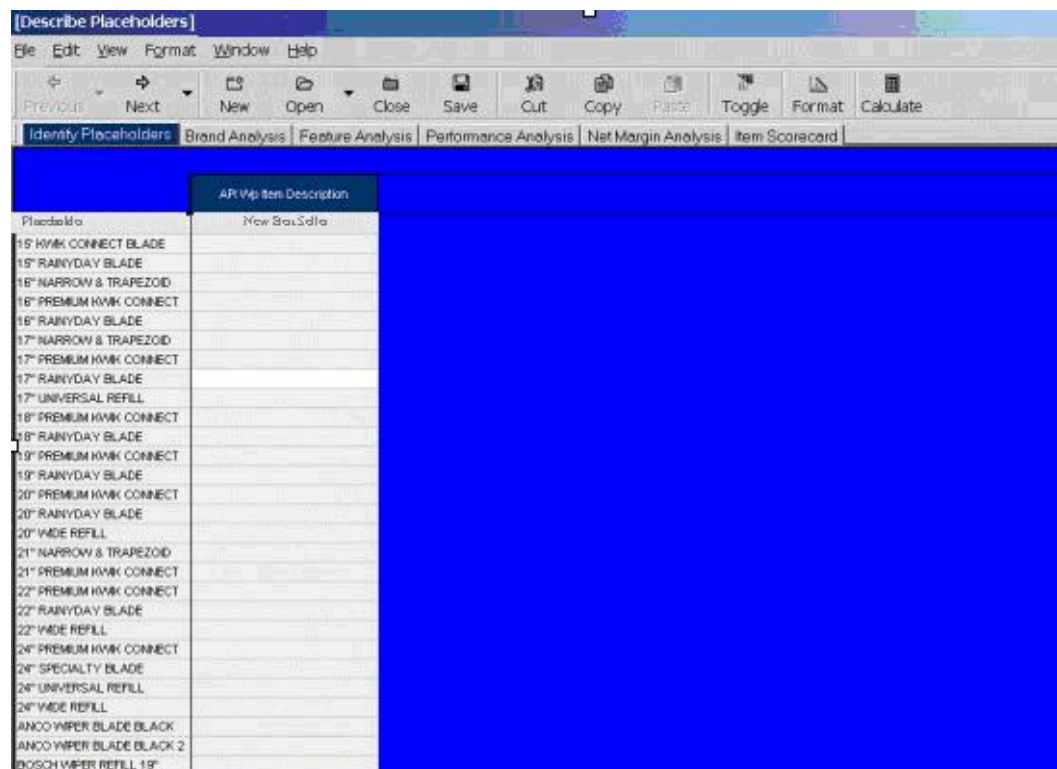 [Describe Placeholders]
File Edit View Format Window Help
Previous Next New Open Close Save Cut Copy Paste Toggle Format Calculate
Identify Placeholders Brand Analysis Feature Analysis Performance Analysis Net Margin Analysis Item Scorecard
Item Description
Placeholder New
15" KWIK CONNECT BLADE
15" RAINYDAY BLADE
16" NARROW & TRAPEZOID
16" PREMIUM KWIK CONNECT
16" RAINYDAY BLADE
17" NARROW & TRAPEZOID
17" PREMIUM KWIK CONNECT
17" RAINYDAY BLADE
17" UNIVERSAL REFILL
18" PREMIUM KWIK CONNECT
18" RAINYDAY BLADE
19" PREMIUM KWIK CONNECT
19" RAINYDAY BLADE
20" PREMIUM KWIK CONNECT
20" RAINYDAY BLADE
20" WIDE REFILL
21" NARROW & TRAPEZOID
21" PREMIUM KWIK CONNECT
22" PREMIUM KWIK CONNECT
22" RAINYDAY BLADE
22" WIDE REFILL
24" PREMIUM KWIK CONNECT
24" SPECIALTY BLADE
24" UNIVERSAL REFILL
24" WIDE REFILL
ANCO WIPER BLADE BLACK
ANCO WIPER BLADE BLACK 2
BOSCH WIPER REFILL 19"